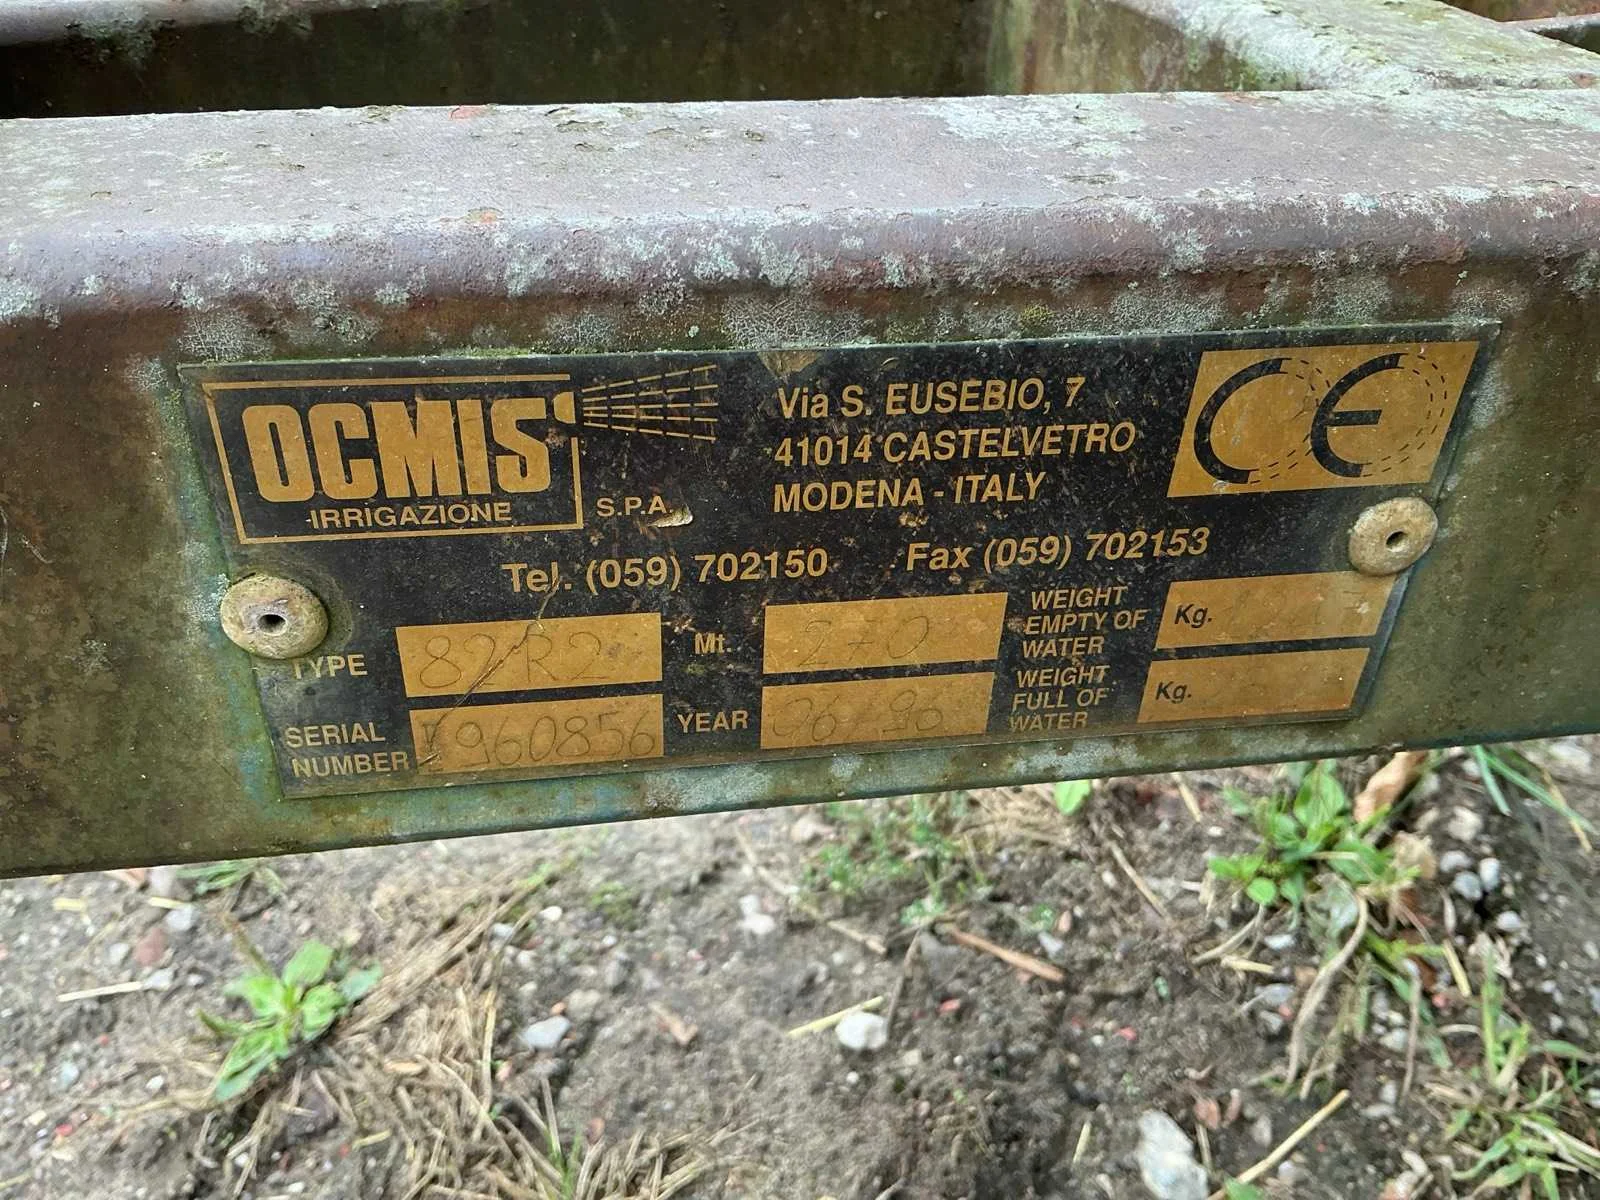 OCMIS
IRRIGAZIONE
S.P.A.
Via S. EUSEBIO, 7
41014 CASTELVETRO
MODENA - ITALY
CE
Tel. (059) 702150 Fax (059) 702153
TYPE 82R2
Mt. 270
WEIGHT
EMPTY OF
WATER
Kg.
SERIAL
NUMBER
I960856
YEAR 06/96
WEIGHT
FULL OF
WATER
Kg.